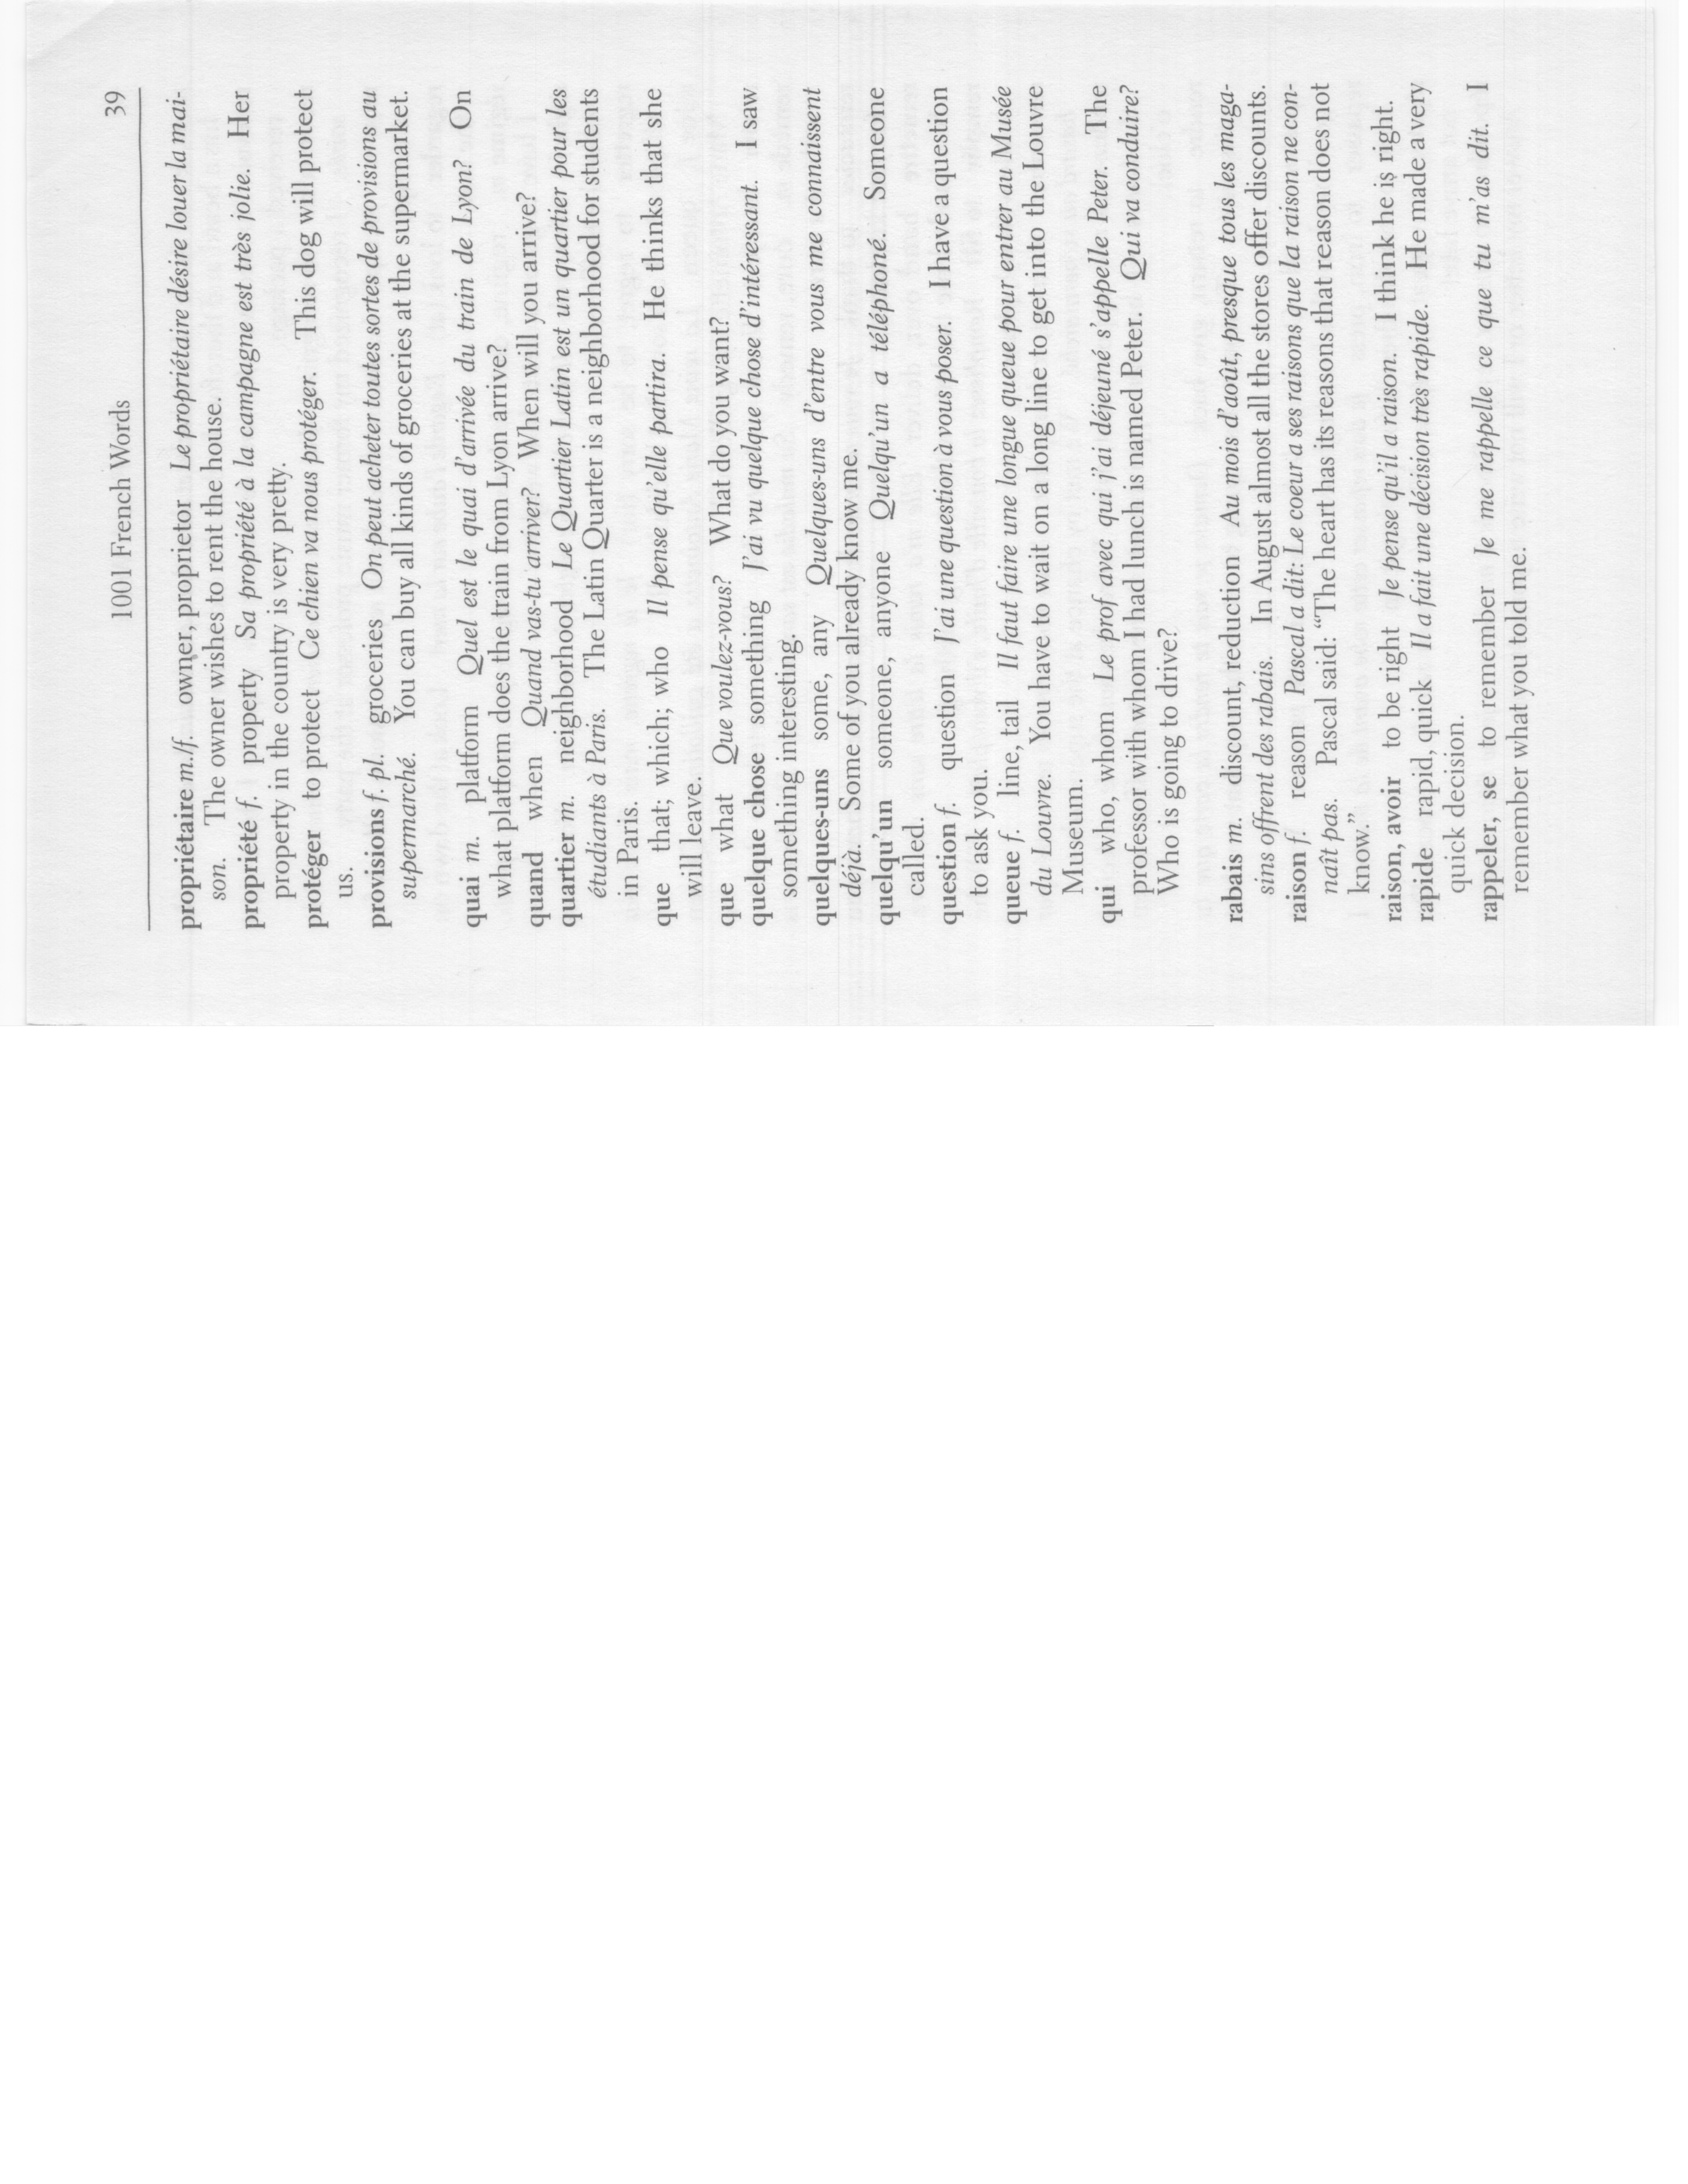 1001 French Words 39
propriétaire m./f. owner, proprietor Le propriétaire désire louer la mai-
son. The owner wishes to rent the house.
propriété f. property Sa propriété à la campagne est très jolie. Her
property in the country is very pretty.
protéger to protect Ce chien va nous protéger. This dog will protect
us.
provisions f. pl. groceries On peut acheter toutes sortes de provisions au
supermarché. You can buy all kinds of groceries at the supermarket.
quai m. platform Quel est le quai d'arrivée du train de Lyon? On
what platform does the train from Lyon arrive?
quand when Quand vas-tu arriver? When will you arrive?
quartier m. neighborhood Le Quartier Latin est un quartier pour les
étudiants à Paris. The Latin Quarter is a neighborhood for students
in Paris.
que that; which; who Il pense qu'elle partira. He thinks that she
will leave.
que what Que voulez-vous? What do you want?
quelque chose something J'ai vu quelque chose d'intéressant. I saw
something interesting.
quelques-uns some, any Quelques-uns d'entre vous me connaissent
déjà. Some of you already know me.
quelqu'un someone, anyone Quelqu'un a téléphoné. Someone
called.
question f. question J'ai une question à vous poser. I have a question
to ask you.
queue f. line, tail Il faut faire une longue queue pour entrer au Musée
du Louvre. You have to wait on a long line to get into the Louvre
Museum.
qui who, whom Le prof avec qui j'ai déjeuné s'appelle Peter. The
professor with whom I had lunch is named Peter. Qui va conduire?
Who is going to drive?
rabais m. discount, reduction Au mois d'août, presque tous les maga-
sins offrent des rabais. In August almost all the stores offer discounts.
raison f. reason Pascal a dit: Le coeur a ses raisons que la raison ne con-
naît pas. Pascal said: “The heart has its reasons that reason does not
know.”
raison, avoir to be right Je pense qu'il a raison. I think he is right.
rapide rapid, quick Il a fait une décision très rapide. He made a very
quick decision.
rappeler, se to remember Je me rappelle ce que tu m'as dit. I
remember what you told me.